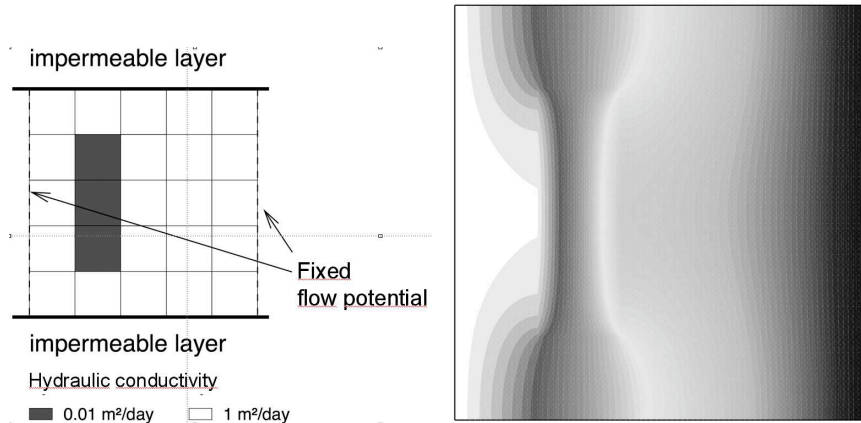 impermeable layer
Fixed
flow potential
impermeable layer
Hydraulic conductivity
0.01 m²/day 1 m²/day